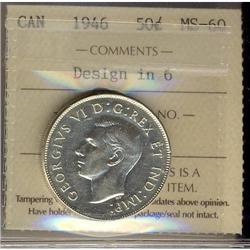 CAN 1946 50¢ MS-60
COMMENTS
Design in 6
NO.
GEORGIVS VI D:G:REX ET IND:IMP:
IS A
ITEM.
Tampering
dates above opinion.
Have holder
package/seal not intact.